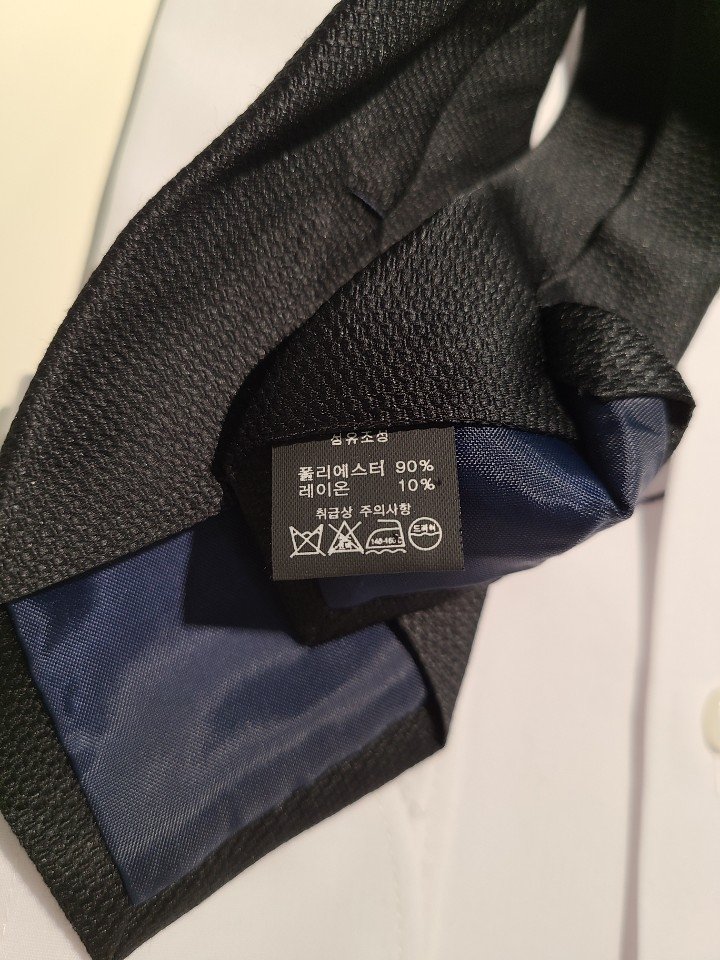 섬유조성
폴리에스터 90%
레이온 10%
취급상 주의사항
드라이